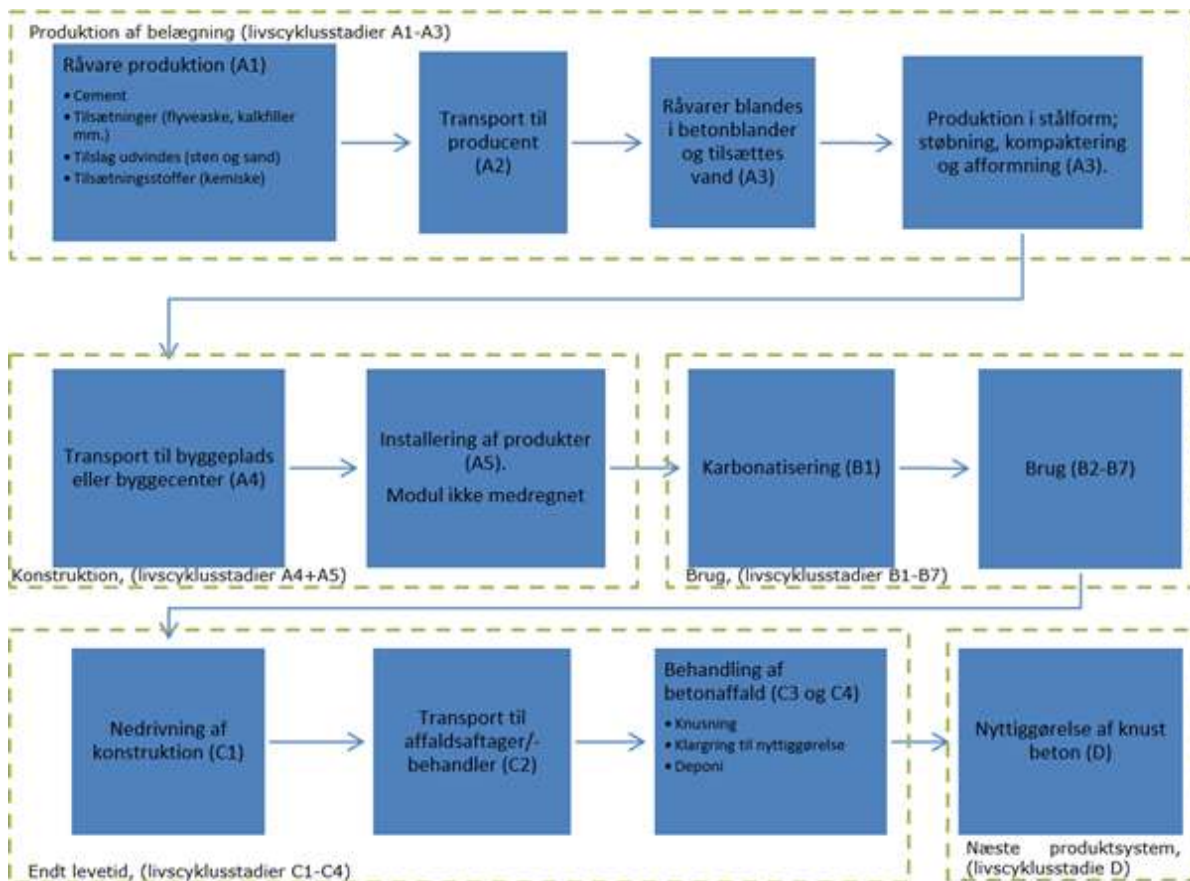 Produktion af belægning (livscyklusstadier A1-A3)
Råvare produktion (A1)
• Cement
• Tilsætninger (flyveaske, kalkfiller
mm.)
• Tilslag udvindes (sten og sand)
• Tilsætningsstoffer (kemiske)
Transport til
producent
(A2)
Råvarer blandes
i betonblander
og tilsættes
vand (A3)
Produktion i stålform;
støbning, kompaktering
og afformning (A3).
Transport til byggeplads
eller byggecenter (A4)
Installering af produkter
(A5).
Modul ikke medregnet
Konstruktion, (livscyklusstadier A4+A5)
Karbonatisering (B1)
Brug (B2-B7)
Brug, (livscyklusstadier B1-B7)
Nedrivning af
konstruktion (C1)
Transport til
affaldsaftager/-
behandler (C2)
Behandling af
betonaffald (C3 og C4)
• Knusning
• Klargring til nyttiggørelse
• Deponi
Endt levetid, (livscyklusstadier C1-C4)
Nyttiggørelse af knust
beton (D)
Næste produktsystem,
(livscyklusstadie D)